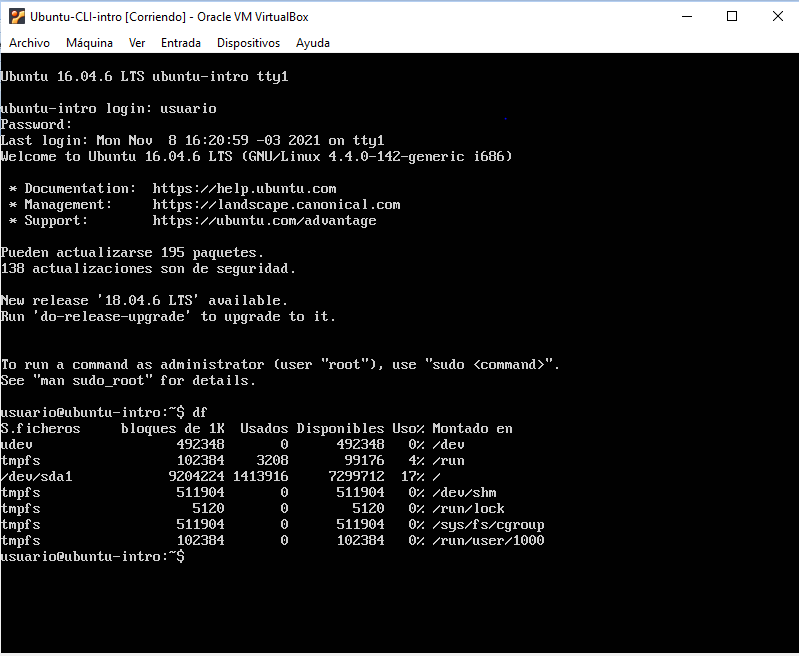 Ubuntu-CLI-intro [Corriendo] - Oracle VM VirtualBox
Archivo Máquina Ver Entrada Dispositivos Ayuda
Ubuntu 16.04.6 LTS ubuntu-intro tty1
ubuntu-intro login: usuario
Password:
Last login: Mon Nov  8 16:20:59 -03 2021 on tty1
Welcome to Ubuntu 16.04.6 LTS (GNU/Linux 4.4.0-142-generic i686)
 * Documentation:  https://help.ubuntu.com
 * Management:     https://landscape.canonical.com
 * Support:        https://ubuntu.com/advantage
Pueden actualizarse 195 paquetes.
138 actualizaciones son de seguridad.
New release '18.04.6 LTS' available.
Run 'do-release-upgrade' to upgrade to it.
To run a command as administrator (user "root"), use "sudo <command>".
See "man sudo_root" for details.
usuario@ubuntu-intro:~$ df
S.ficheros     bloques de 1K  Usados Disponibles Uso% Montado en
udev                  492348       0      492348   0% /dev
tmpfs                 102384    3208       99176   4% /run
/dev/sda1            9204224 1413916     7299712  17% /
tmpfs                 511904       0      511904   0% /dev/shm
tmpfs                   5120       0        5120   0% /run/lock
tmpfs                 511904       0      511904   0% /sys/fs/cgroup
tmpfs                 102384       0      102384   0% /run/user/1000
usuario@ubuntu-intro:~$